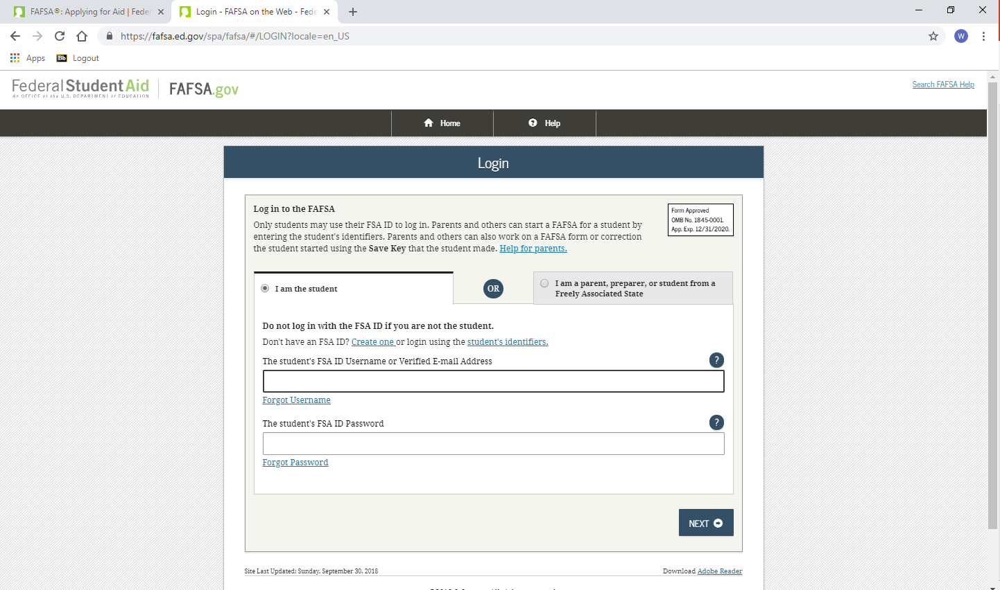 FAFSA®: Applying for Aid | Feder
Login - FAFSA on the Web - Fede
https://fafsa.ed.gov/spa/fafsa/#/LOGIN?locale=en_US
W
Apps
Bb
Logout
Federal Student Aid
An OFFICE of the U.S. DEPARTMENT of EDUCATION
FAFSA.gov
Search FAFSA Help
Home
? Help
Login
Log in to the FAFSA
Only students may use their FSA ID to log in. Parents and others can start a FAFSA for a student by
entering the student's identifiers. Parents and others can also work on a FAFSA form or correction
the student started using the Save Key that the student made. Help for parents.
Form Approved
OMB No. 1845-0001.
App. Exp. 12/31/2020.
I am the student
OR
I am a parent, preparer, or student from a
Freely Associated State
Do not log in with the FSA ID if you are not the student.
Don't have an FSA ID? Create one or login using the student's identifiers.
The student's FSA ID Username or Verified E-mail Address
?
Forgot Username
The student's FSA ID Password
?
Forgot Password
NEXT
Site Last Updated: Sunday, September 30, 2018
Download Adobe Reader